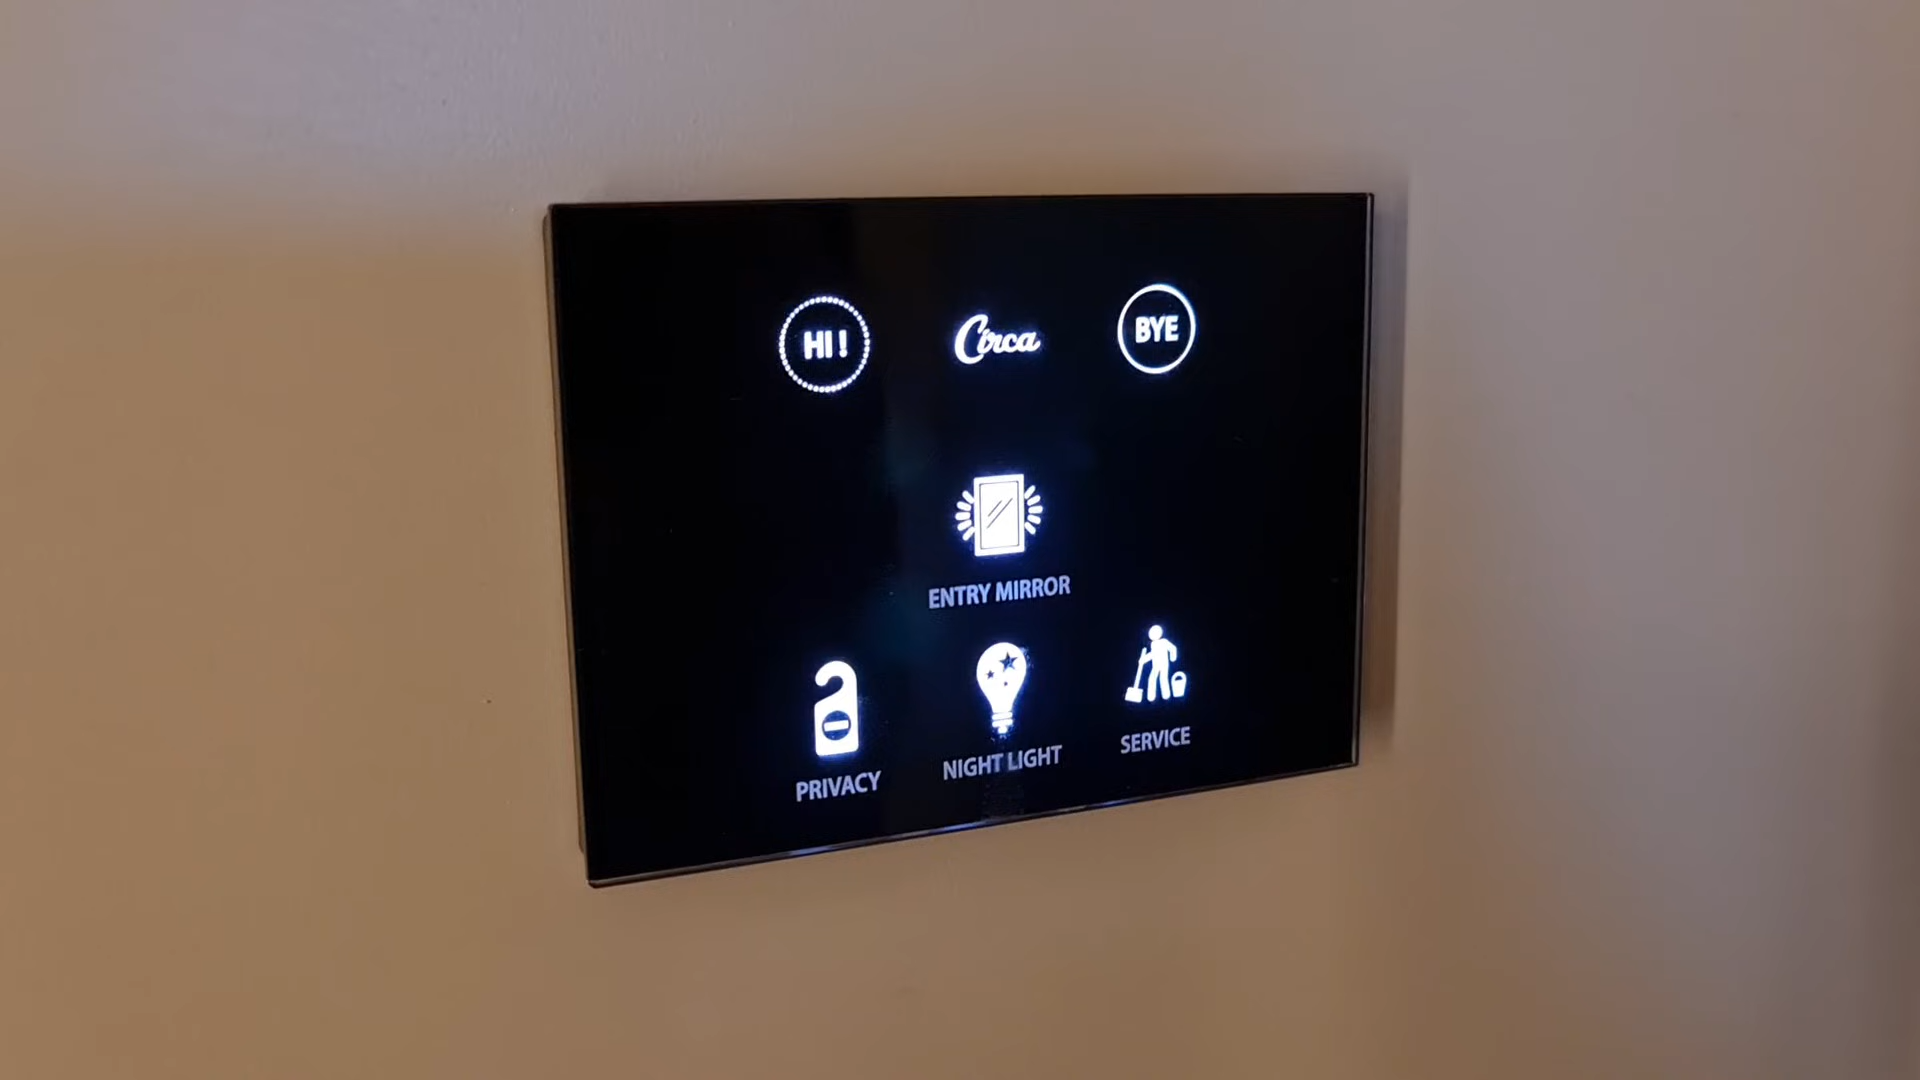 HI!
Circa
BYE
ENTRY MIRROR
PRIVACY
NIGHT LIGHT
SERVICE